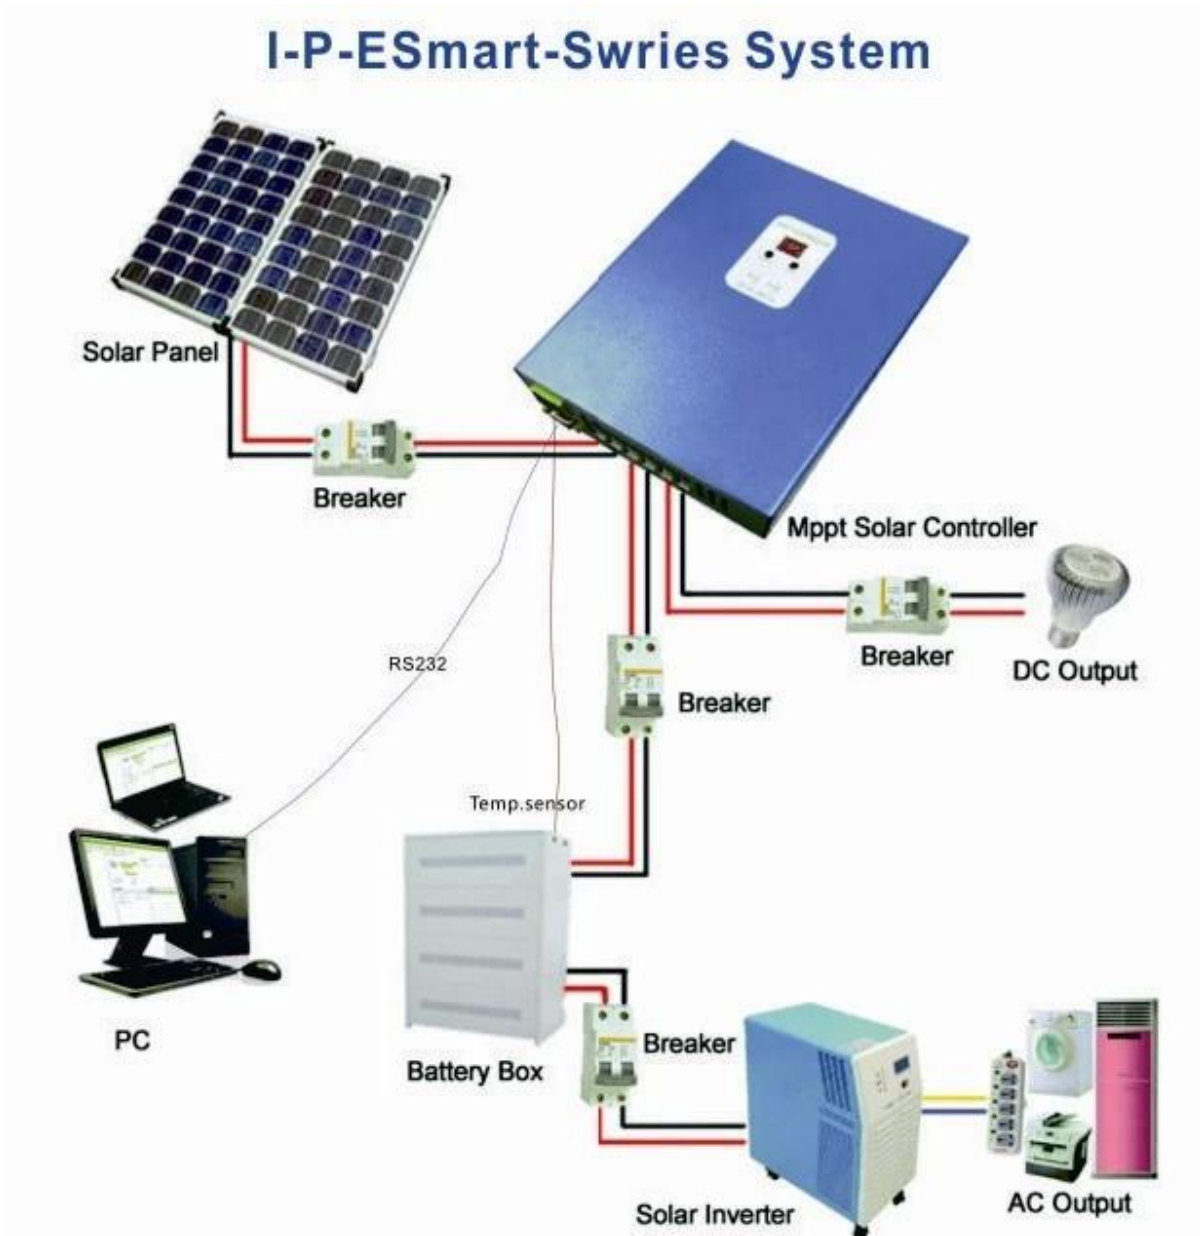 I-P-ESmart-Swries System
Solar Panel
Breaker
Mppt Solar Controller
Breaker
DC Output
RS232
Breaker
Temp.sensor
PC
Battery Box
Breaker
Solar Inverter
AC Output